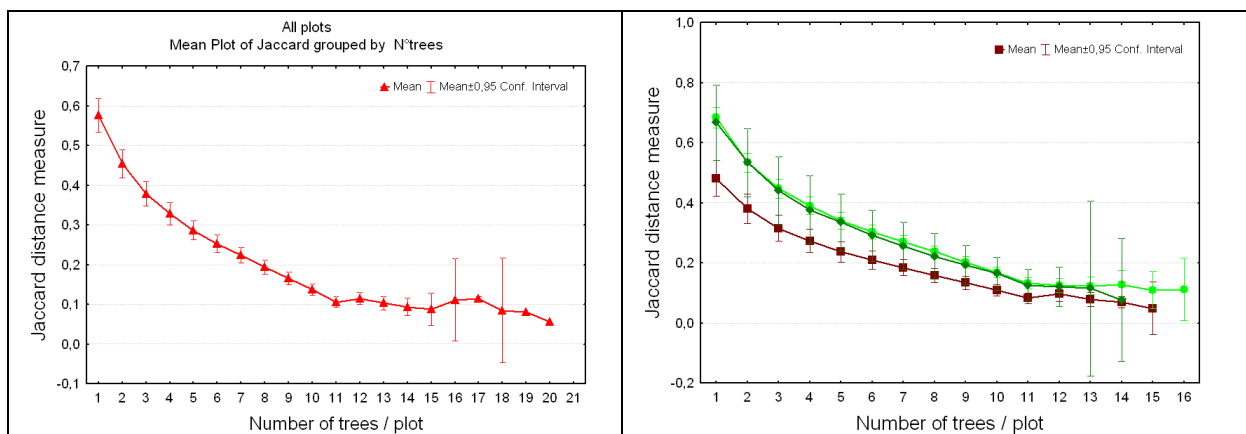 All plots
Mean Plot of Jaccard grouped by N°trees
Mean Mean±0,95 Conf. Interval
0,7
0,6
0,5
0,4
0,3
0,2
0,1
0,0
-0,1
Jaccard distance measure
1 2 3 4 5 6 7 8 9 10 11 12 13 14 15 16 17 18 19 20 21
Number of trees / plot
Mean Mean±0,95 Conf. Interval
1,0
0,8
0,6
0,4
0,2
0,0
-0,2
Jaccard distance measure
1 2 3 4 5 6 7 8 9 10 11 12 13 14 15 16
Number of trees / plot